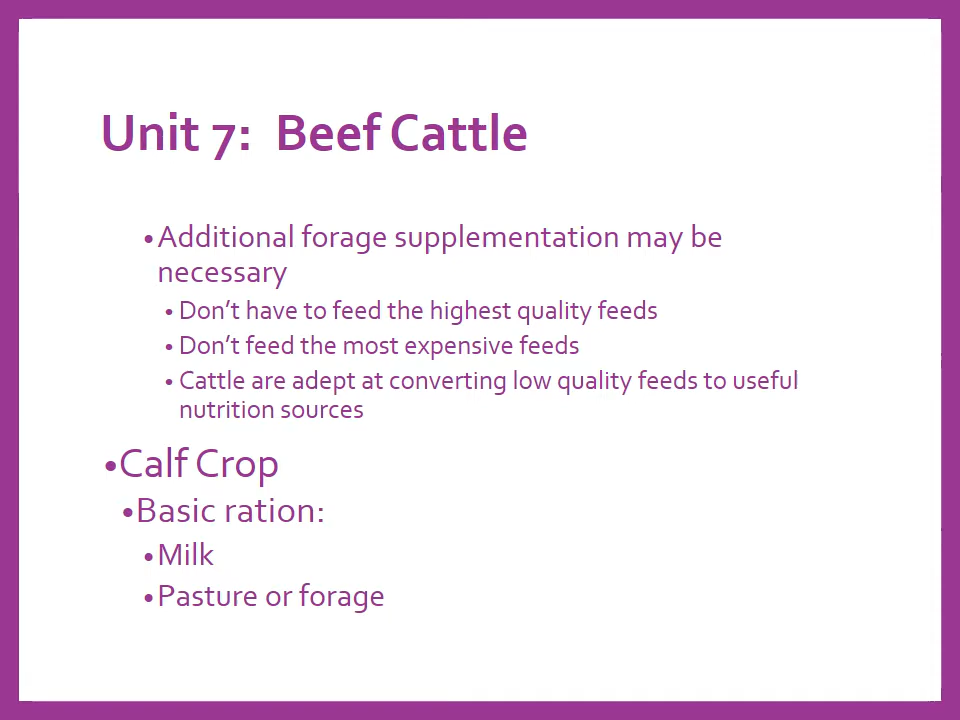 Unit 7:  Beef Cattle
•Additional forage supplementation may be
necessary
• Don’t have to feed the highest quality feeds
• Don’t feed the most expensive feeds
• Cattle are adept at converting low quality feeds to useful
nutrition sources
•Calf Crop
•Basic ration:
•Milk
•Pasture or forage